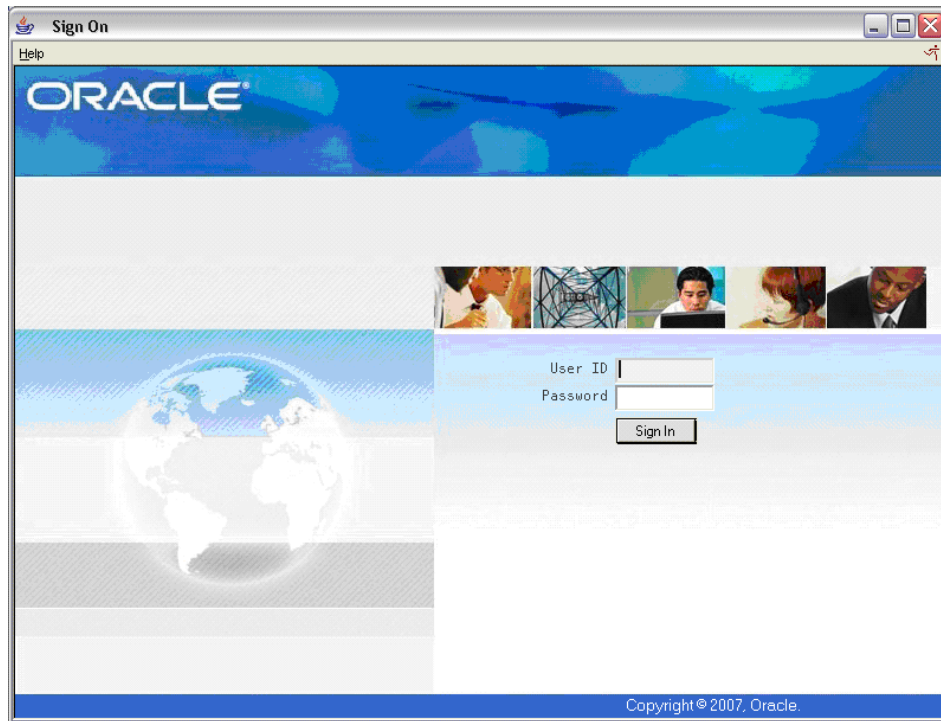 Sign On
Help
ORACLE®
User ID
Password
Sign In
Copyright © 2007, Oracle.